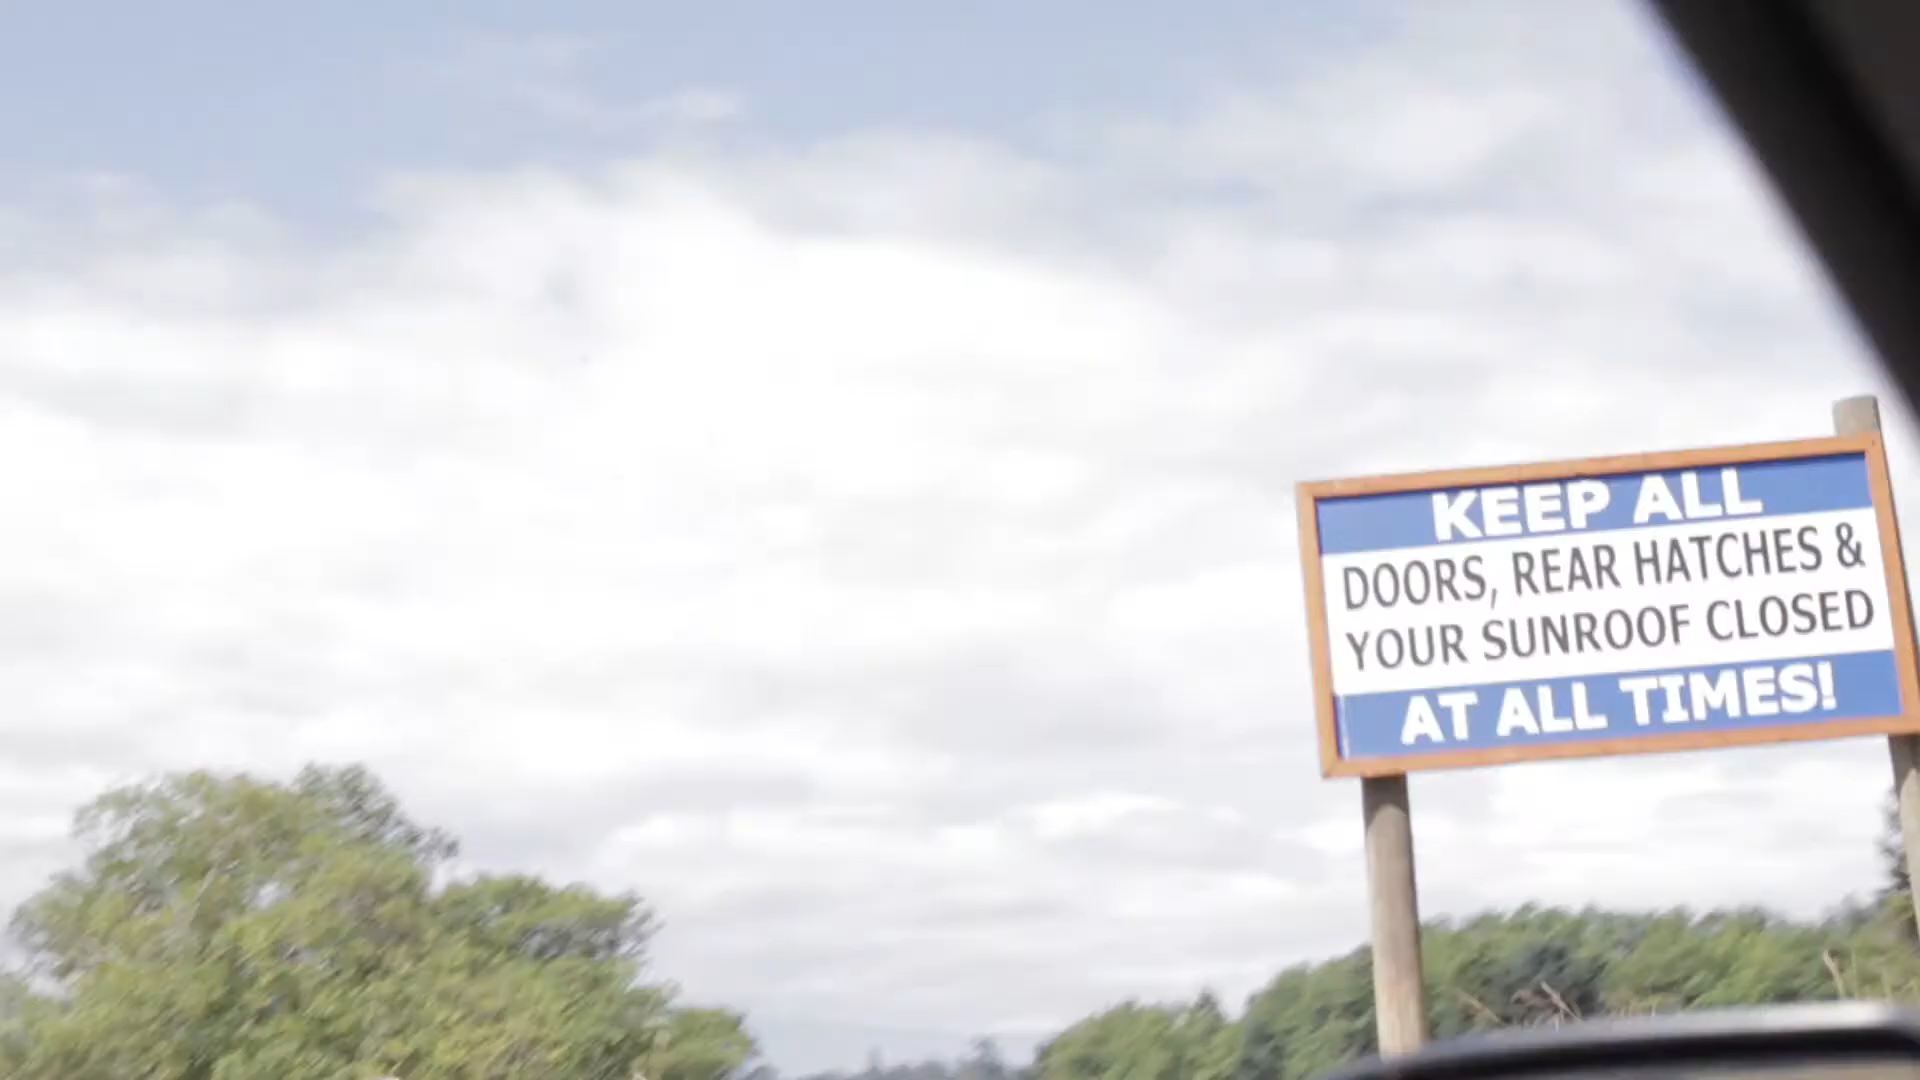 KEEP ALL
DOORS, REAR HATCHES &
YOUR SUNROOF CLOSED
AT ALL TIMES!